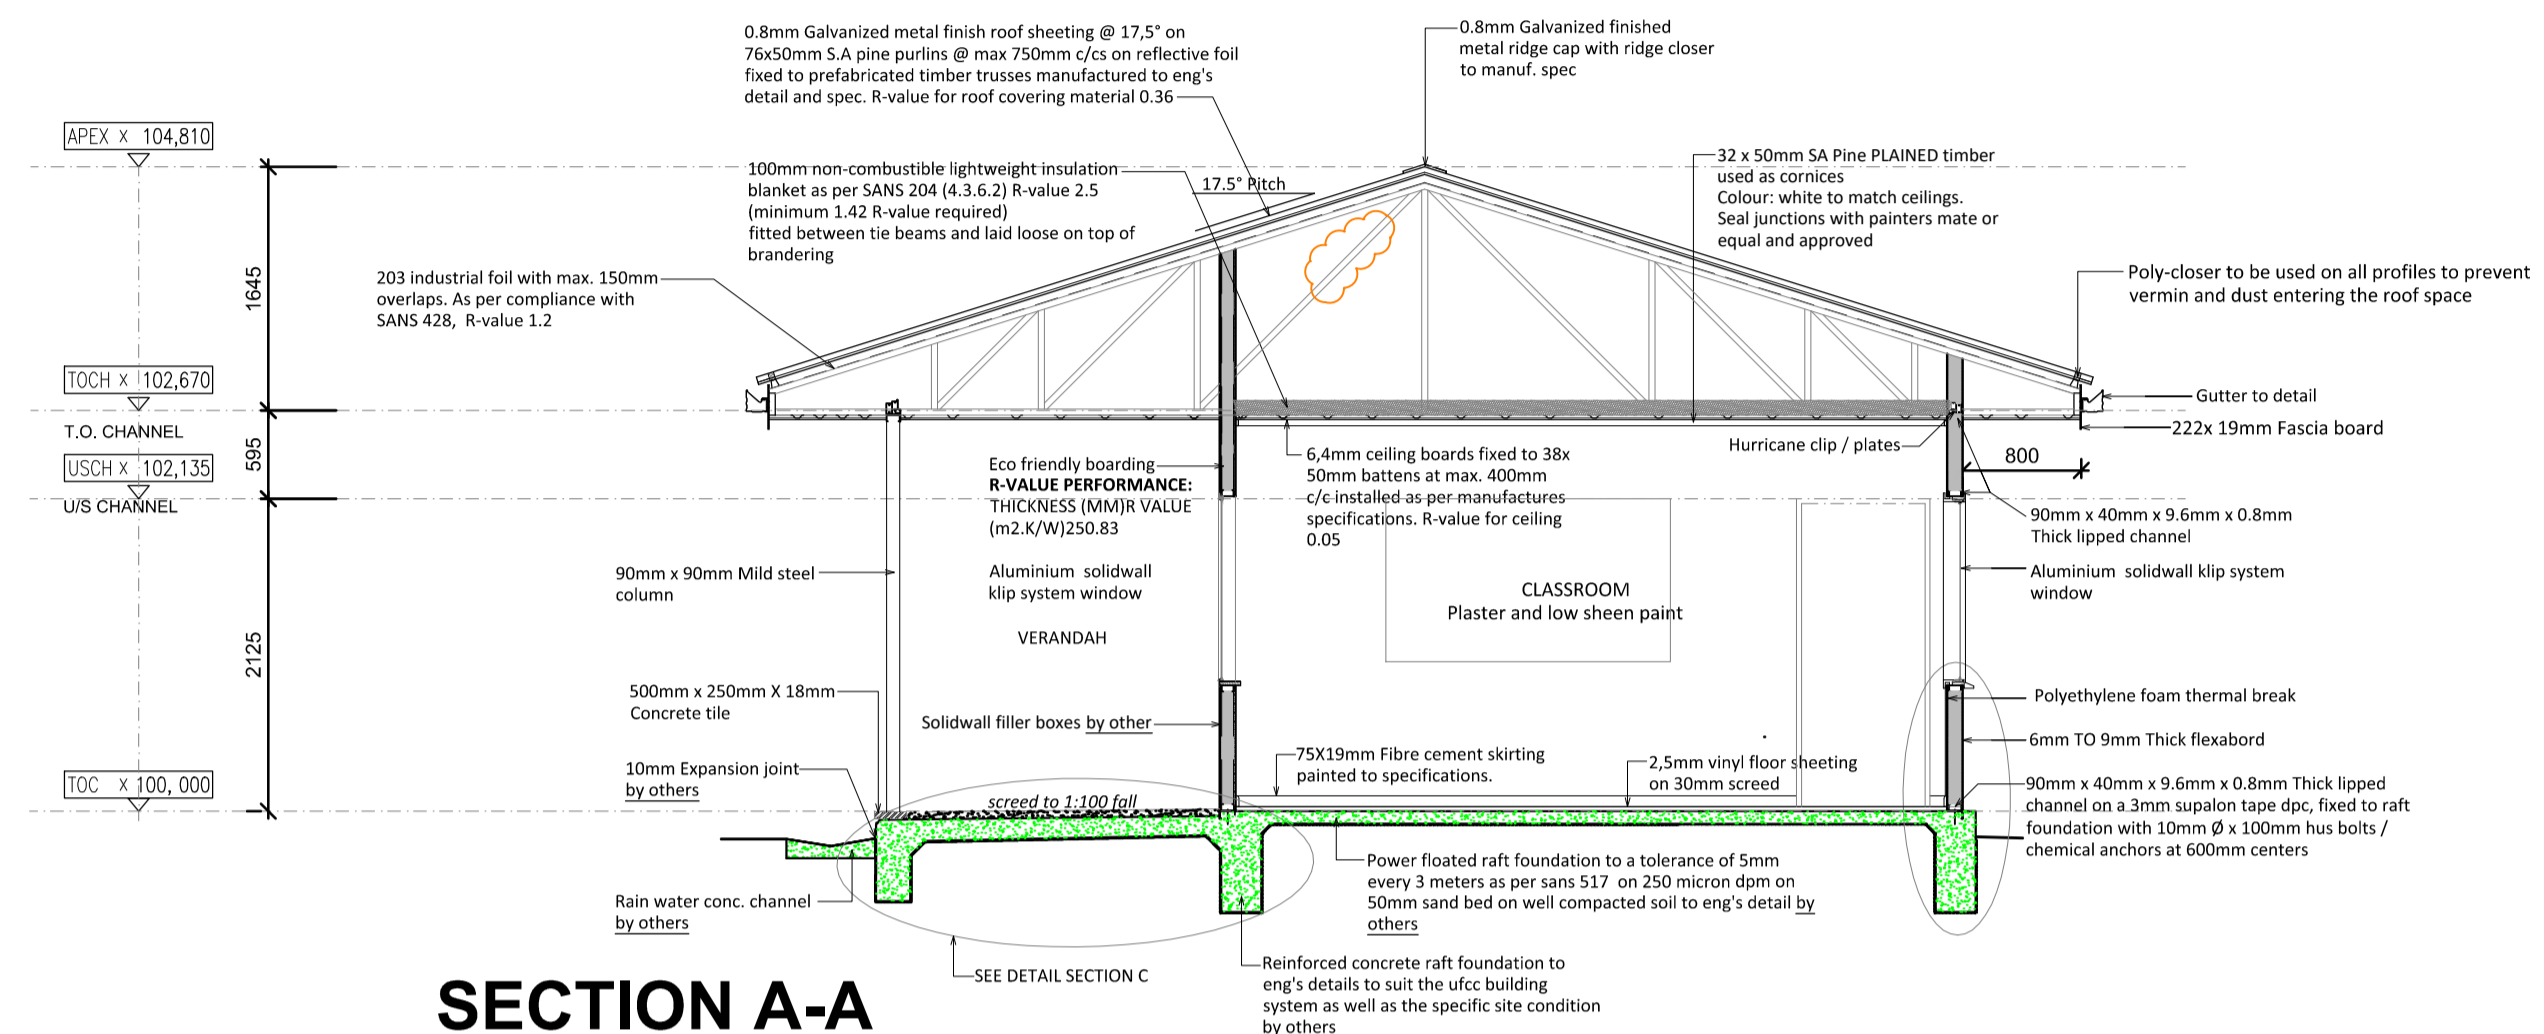 0.8mm Galvanized metal finish roof sheeting @ 17,5° on
76x50mm S.A pine purlins @ max 750mm c/cs on reflective foil
fixed to prefabricated timber trusses manufactured to eng's
detail and spec. R-value for roof covering material 0.36
0.8mm Galvanized finished
metal ridge cap with ridge closer
to manuf. spec
APEX X 104,810
100mm non-combustible lightweight insulation
blanket as per SANS 204 (4.3.6.2) R-value 2.5
(minimum 1.42 R-value required)
fitted between tie beams and laid loose on top of
brandering
17.5° Pitch
32 x 50mm SA Pine PLAINED timber
used as cornices
Colour: white to match ceilings.
Seal junctions with painters mate or
equal and approved
1645
203 industrial foil with max. 150mm
overlaps. As per compliance with
SANS 428, R-value 1.2
Poly-closer to be used on all profiles to prevent
vermin and dust entering the roof space
TOCH X 102,670
T.O. CHANNEL
Gutter to detail
222x 19mm Fascia board
595
USCH X 102,135
U/S CHANNEL
Eco friendly boarding
R-VALUE PERFORMANCE:
THICKNESS (MM)R VALUE
(m2.K/W)250.83
6,4mm ceiling boards fixed to 38x
50mm battens at max. 400mm
c/c installed as per manufactures
specifications. R-value for ceiling
0.05
Hurricane clip / plates
800
90mm x 40mm x 9.6mm x 0.8mm
Thick lipped channel
90mm x 90mm Mild steel
column
Aluminium solidwall
klip system window
VERANDAH
CLASSROOM
Plaster and low sheen paint
Aluminium solidwall klip system
window
2125
500mm x 250mm X 18mm
Concrete tile
Solidwall filler boxes by other
Polyethylene foam thermal break
6mm TO 9mm Thick flexabord
10mm Expansion joint
by others
75X19mm Fibre cement skirting
painted to specifications.
2,5mm vinyl floor sheeting
on 30mm screed
TOC X 100, 000
screed to 1:100 fall
90mm x 40mm x 9.6mm x 0.8mm Thick lipped
channel on a 3mm supalon tape dpc, fixed to raft
foundation with 10mm Ø x 100mm hus bolts /
chemical anchors at 600mm centers
Rain water conc. channel
by others
Power floated raft foundation to a tolerance of 5mm
every 3 meters as per sans 517 on 250 micron dpm on
50mm sand bed on well compacted soil to eng's detail by
others
SEE DETAIL SECTION C
Reinforced concrete raft foundation to
eng's details to suit the ufcc building
system as well as the specific site condition
by others
SECTION A-A